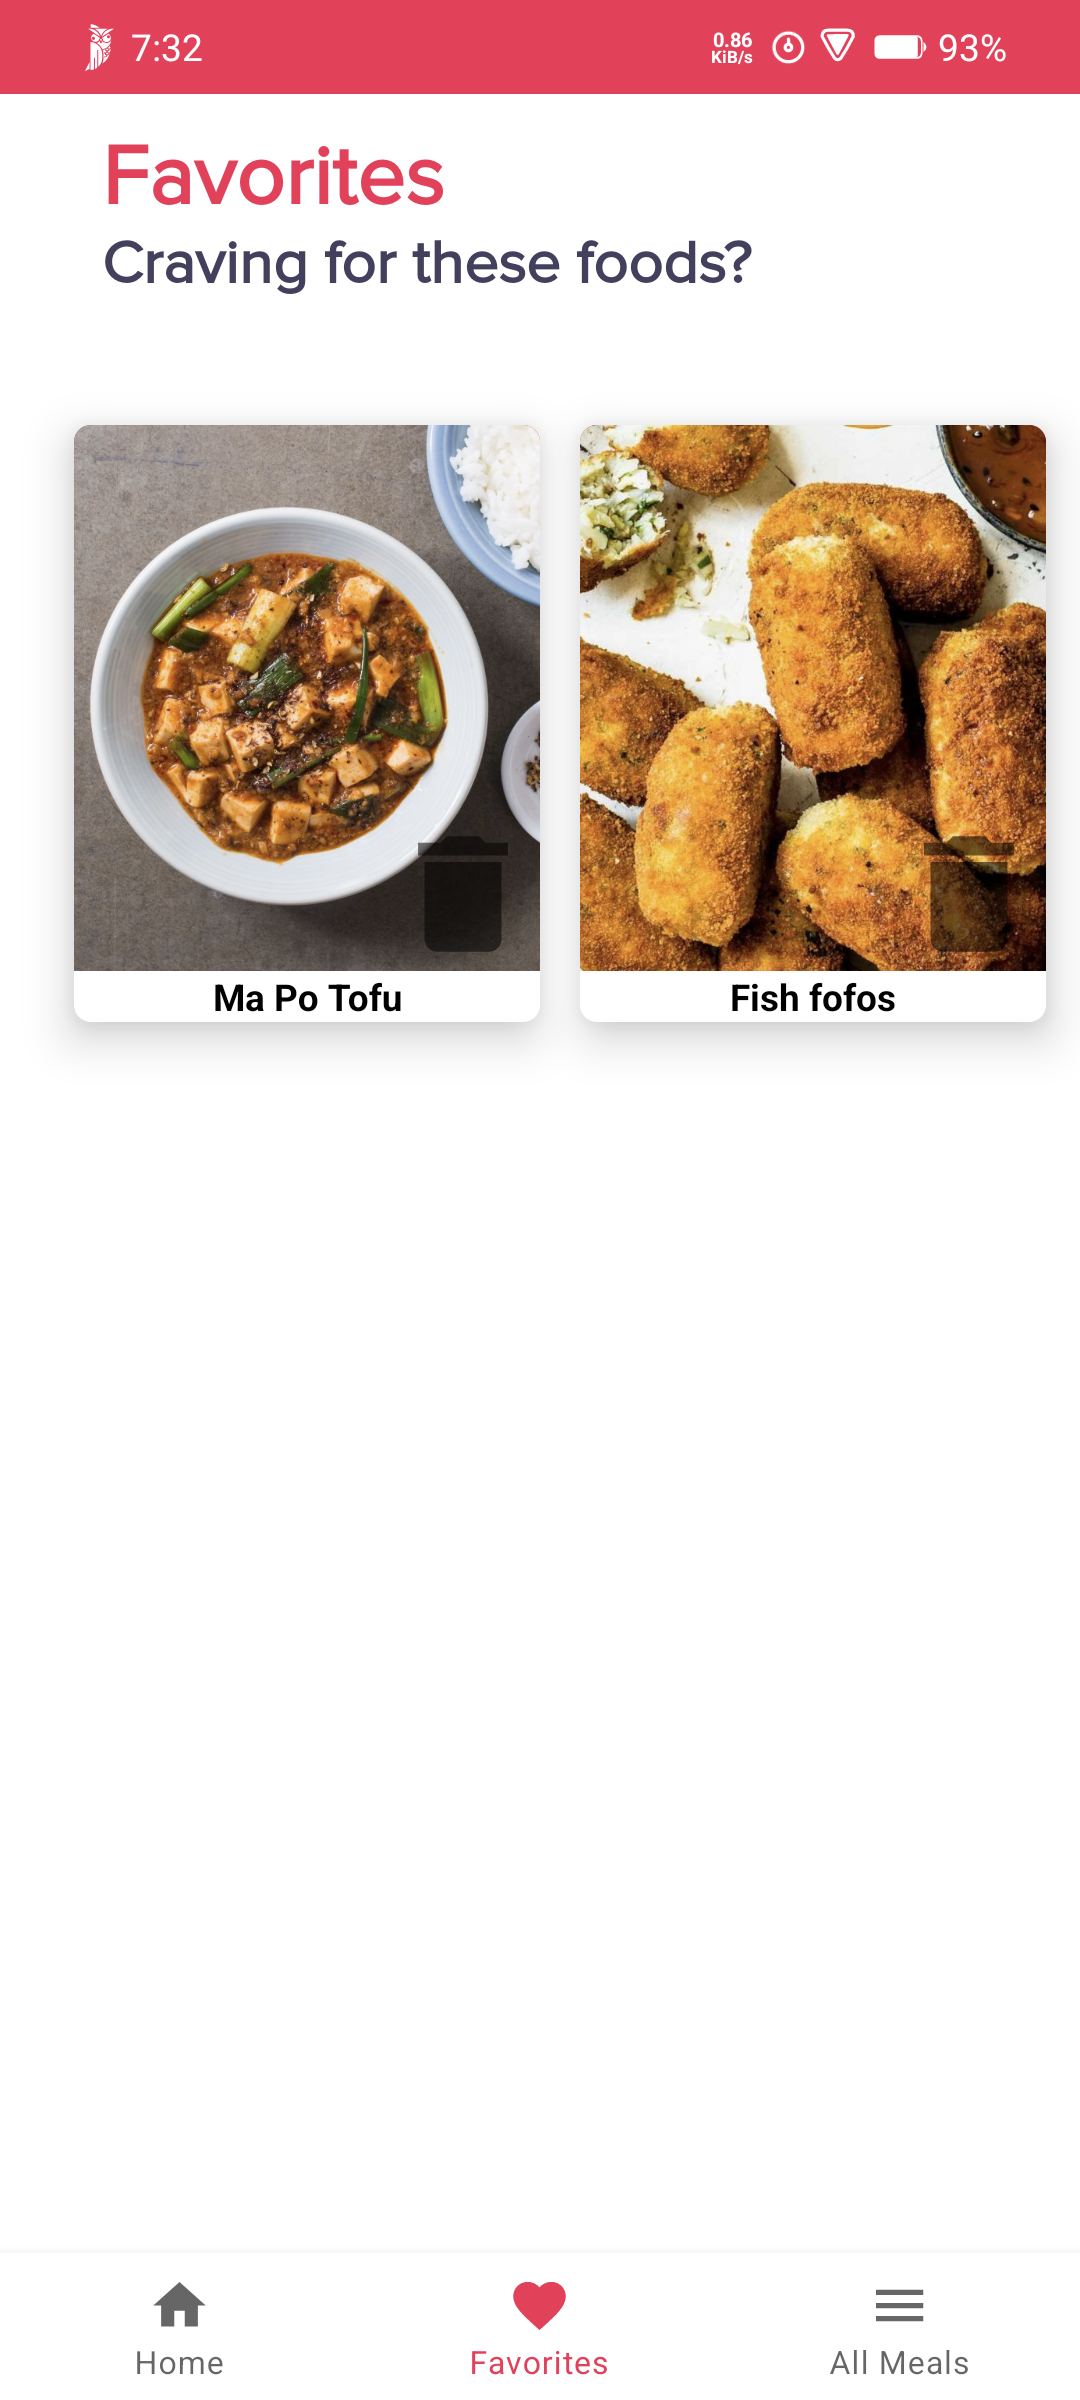 7:32
0.86
KiB/s
93%
Favorites
Craving for these foods?
Ma Po Tofu
Fish fofos
Home
Favorites
All Meals